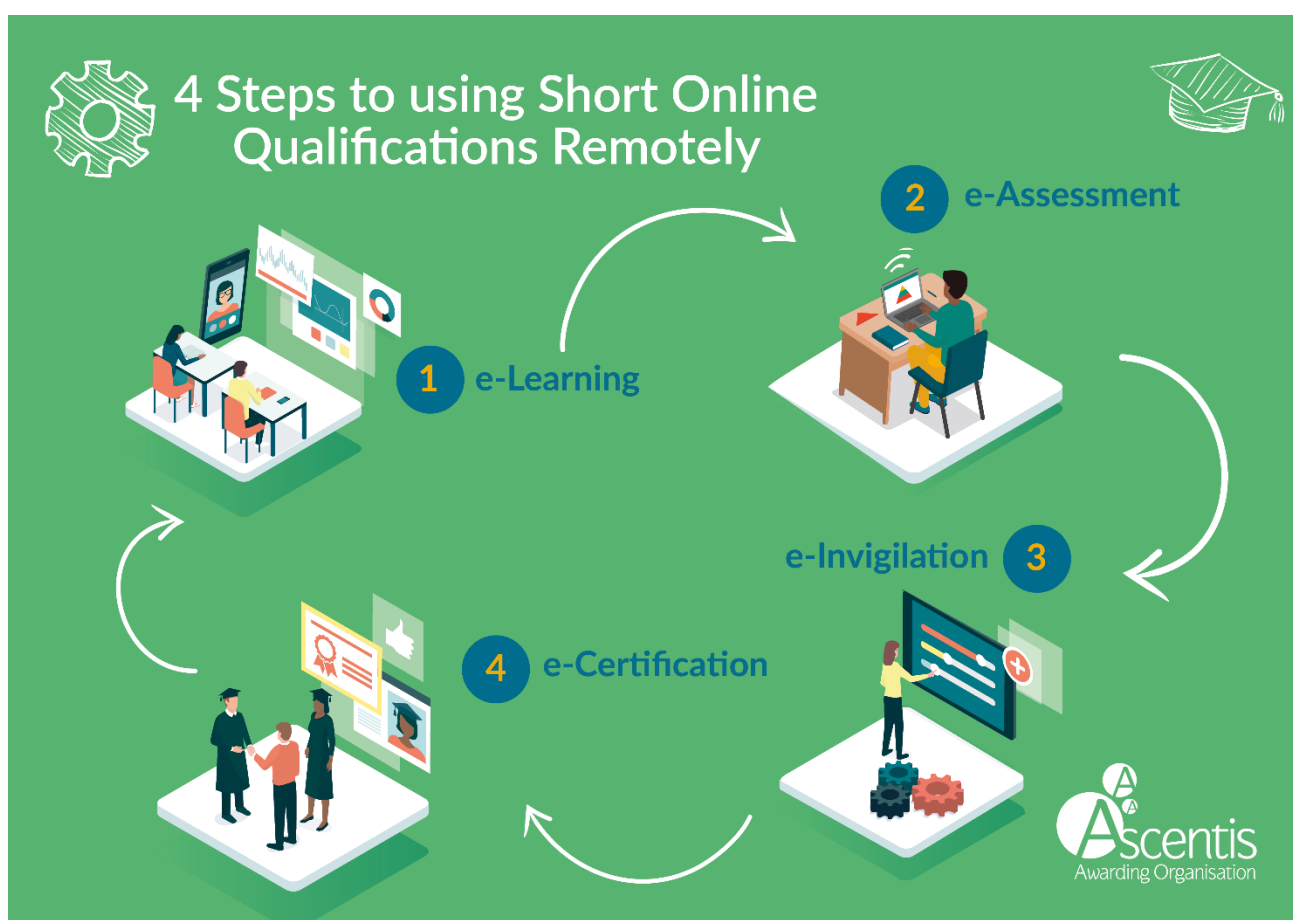 4 Steps to using Short Online
Qualifications Remotely
1 e-Learning
2 e-Assessment
e-Invigilation 3
4 e-Certification
A
A
Ascentis
Awarding Organisation